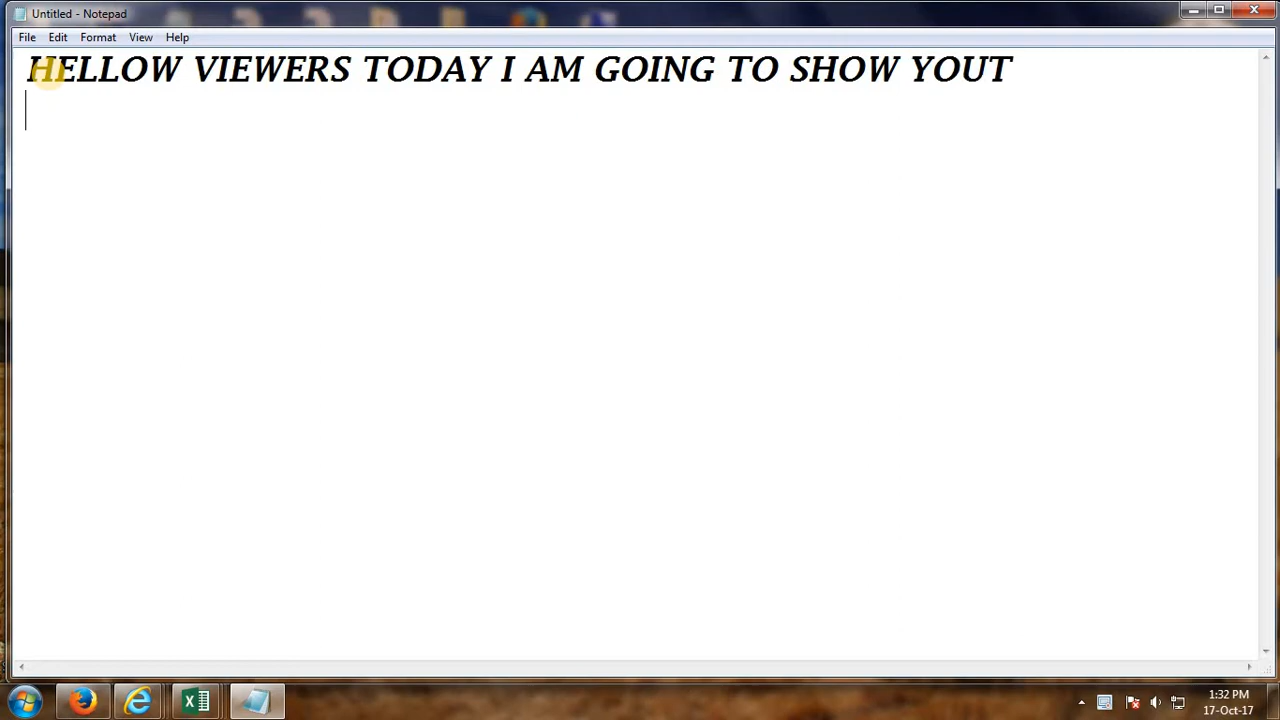 Untitled - Notepad
File Edit Format View Help
HELLOW VIEWERS TODAY I AM GOING TO SHOW YOUT
1:32 PM
17-Oct-17